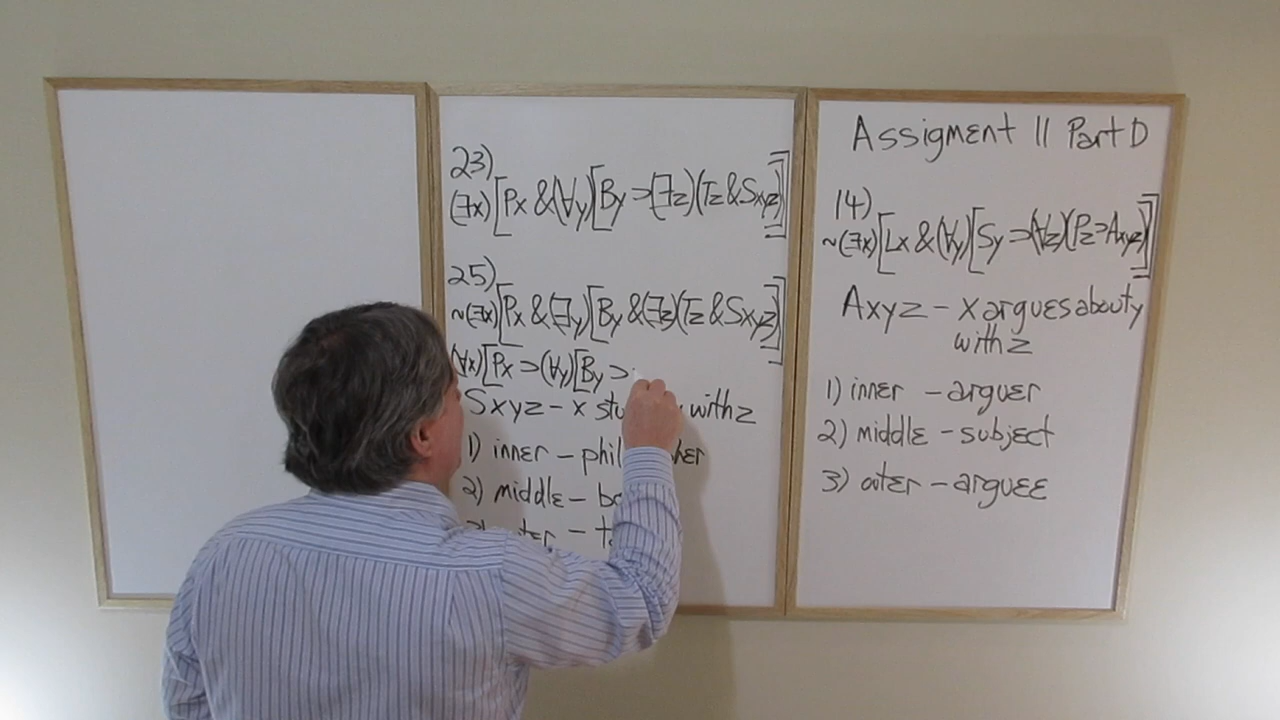 23)
(∃x)[Px &(∀y)[By ⊃(∃z)(Tz &Sxyz)]]
25)
~(∃x)[Px &(∃y)[By &(∃z)(Tz &Sxyz)]]
(∀x)[Px ⊃(∀y)[By ⊃
Sxyz – x with z
1) inner –
2) middle –
Assigment 11 Part D
14)
~(∃x)[Lx &(∀y)[Sy ⊃(∀z)(Pz⊃Axyz)]]
Axyz – x argues about y
with z
1) inner – arguer
2) middle – subject
3) outer – arguee